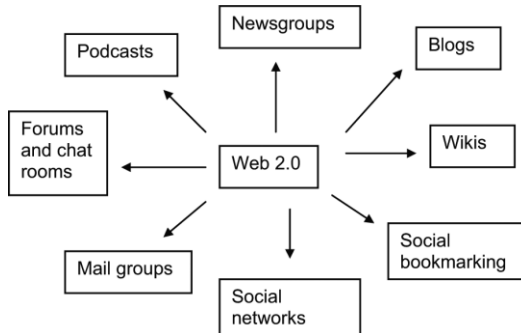 Newsgroups
Podcasts
Blogs
Forums
and chat
rooms
Web 2.0
Wikis
Mail groups
Social
bookmarking
Social
networks